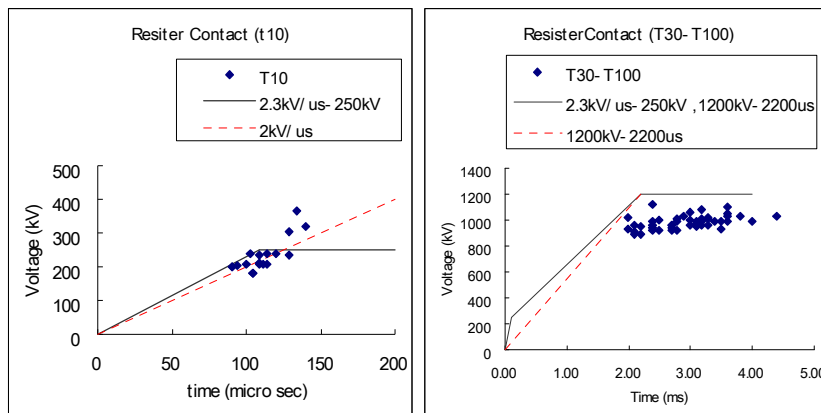 Resiter Contact (t10)
T10
2.3kV/us-250kV
2kV/us
500
400
300
200
100
0
Voltage (kV)
0 50 100 150 200
time (micro sec)
ResisterContact (T30-T100)
T30-T100
2.3kV/us-250kV ,1200kV-2200us
1200kV-2200us
1400
1200
1000
800
600
400
200
0
Voltage (kV)
0.00 1.00 2.00 3.00 4.00 5.00
Time (ms)